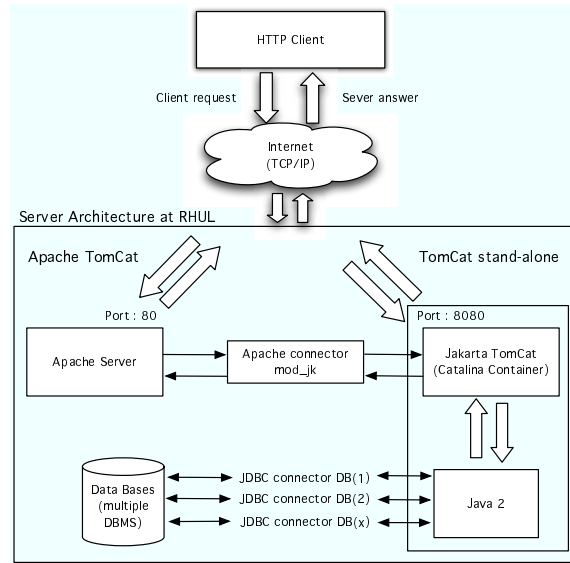 HTTP Client
Client request
Sever answer
Internet
(TCP/IP)
Server Architecture at RHUL
Apache TomCat
TomCat stand-alone
Port : 80
Port : 8080
Apache Server
Apache connector
mod_jk
Jakarta TomCat
(Catalina Container)
Data Bases
(multiple
DBMS)
JDBC connector DB(1)
JDBC connector DB(2)
JDBC connector DB(x)
Java 2